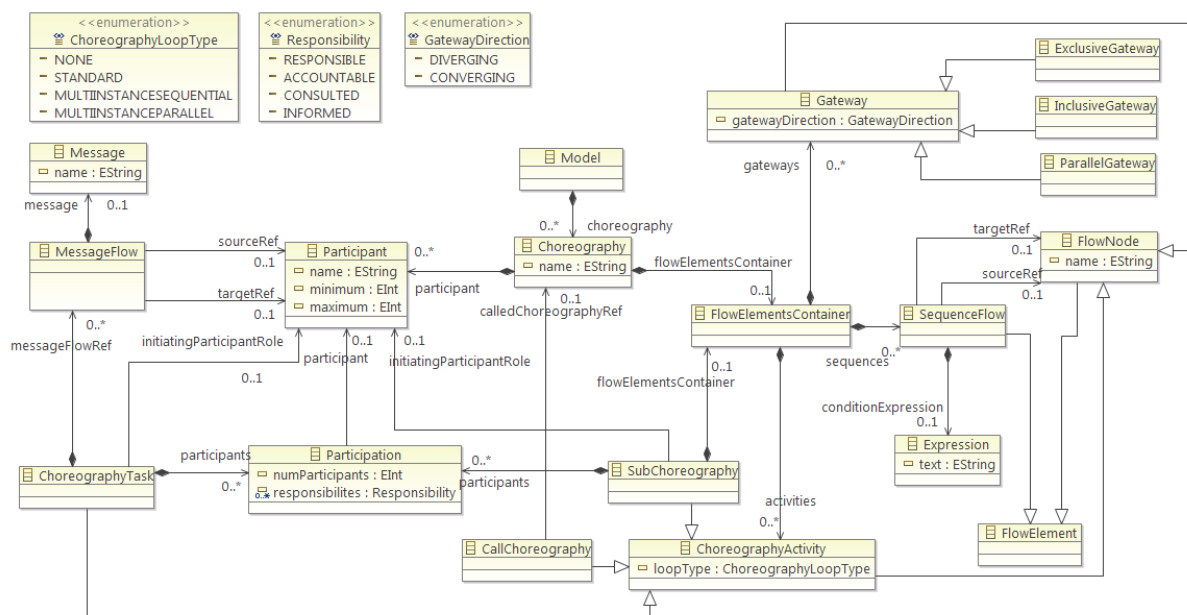 <<enumeration>>
ChoreographyLoopType
NONE
STANDARD
MULTIINSTANCESEQUENTIAL
MULTIINSTANCEPARALLEL
<<enumeration>>
Responsibility
RESPONSIBLE
ACCOUNTABLE
CONSULTED
INFORMED
<<enumeration>>
GatewayDirection
DIVERGING
CONVERGING
ExclusiveGateway
Gateway
gatewayDirection : GatewayDirection
InclusiveGateway
ParallelGateway
gateways
0..*
Message
name : EString
message
0..1
Model
0..*
choreography
MessageFlow
sourceRef
0..1
targetRef
0..1
Participant
name : EString
minimum : EInt
maximum : EInt
0..*
participant
Choreography
name : EString
flowElementsContainer
0..1
0..1
calledChoreographyRef
targetRef
0..1
sourceRef
0..1
FlowNode
name : EString
FlowElementsContainer
sequences
0..*
SequenceFlow
0..*
messageFlowRef
initiatingParticipantRole
0..1
0..1
participant
0..1
initiatingParticipantRole
0..1
flowElementsContainer
conditionExpression
0..1
Expression
text : EString
ChoreographyTask
participants
0..*
Participation
numParticipants : EInt
0..* responsibilites : Responsibility
0..*
participants
SubChoreography
activities
0..*
FlowElement
CallChoreography
ChoreographyActivity
loopType : ChoreographyLoopType